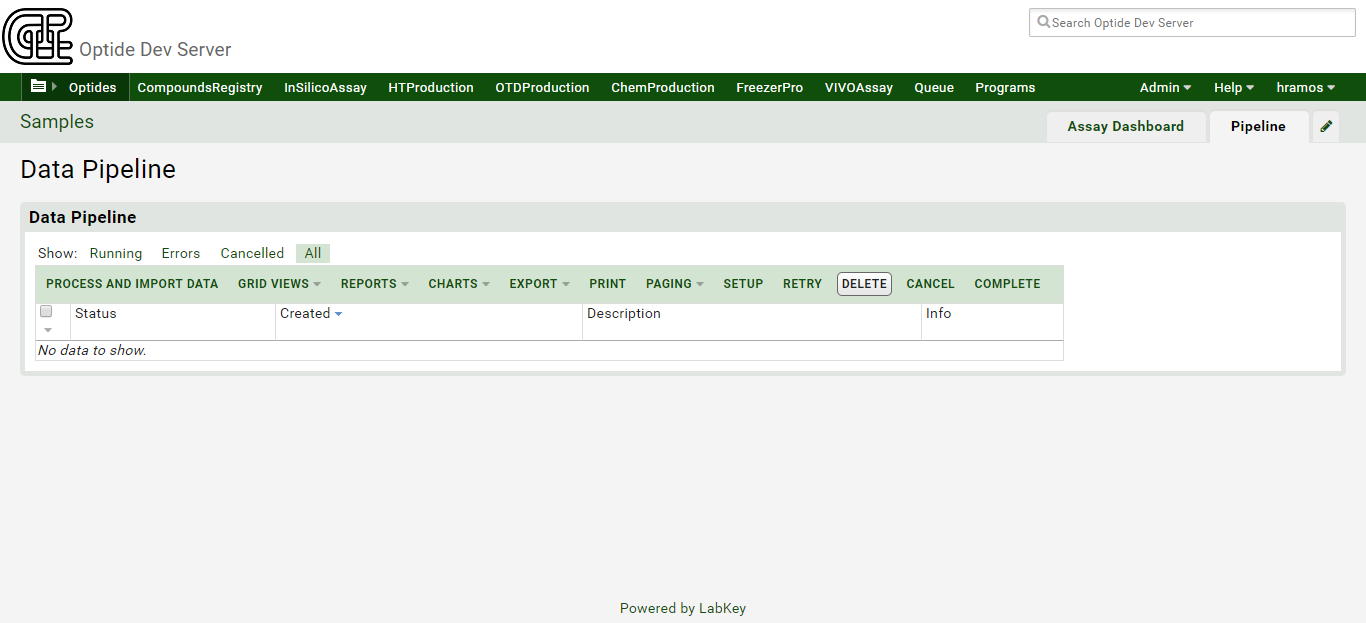 Optide Dev Server
Search Optide Dev Server
Optides CompoundsRegistry InSilicoAssay HTProduction OTDProduction ChemProduction FreezerPro VIVOAssay Queue Programs Admin Help hramos
Samples
Assay Dashboard Pipeline
Data Pipeline
Data Pipeline
Show: Running Errors Cancelled All
PROCESS AND IMPORT DATA GRID VIEWS REPORTS CHARTS EXPORT PRINT PAGING SETUP RETRY DELETE CANCEL COMPLETE
Status Created Description Info
No data to show.
Powered by LabKey